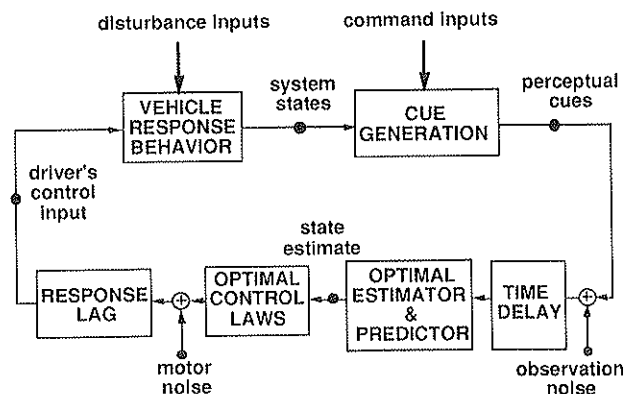 disturbance inputs
command inputs
VEHICLE
RESPONSE
BEHAVIOR
system
states
CUE
GENERATION
perceptual
cues
driver's
control
input
state
estimate
RESPONSE
LAG
OPTIMAL
CONTROL
LAWS
OPTIMAL
ESTIMATOR
&
PREDICTOR
TIME
DELAY
motor
noise
observation
noise